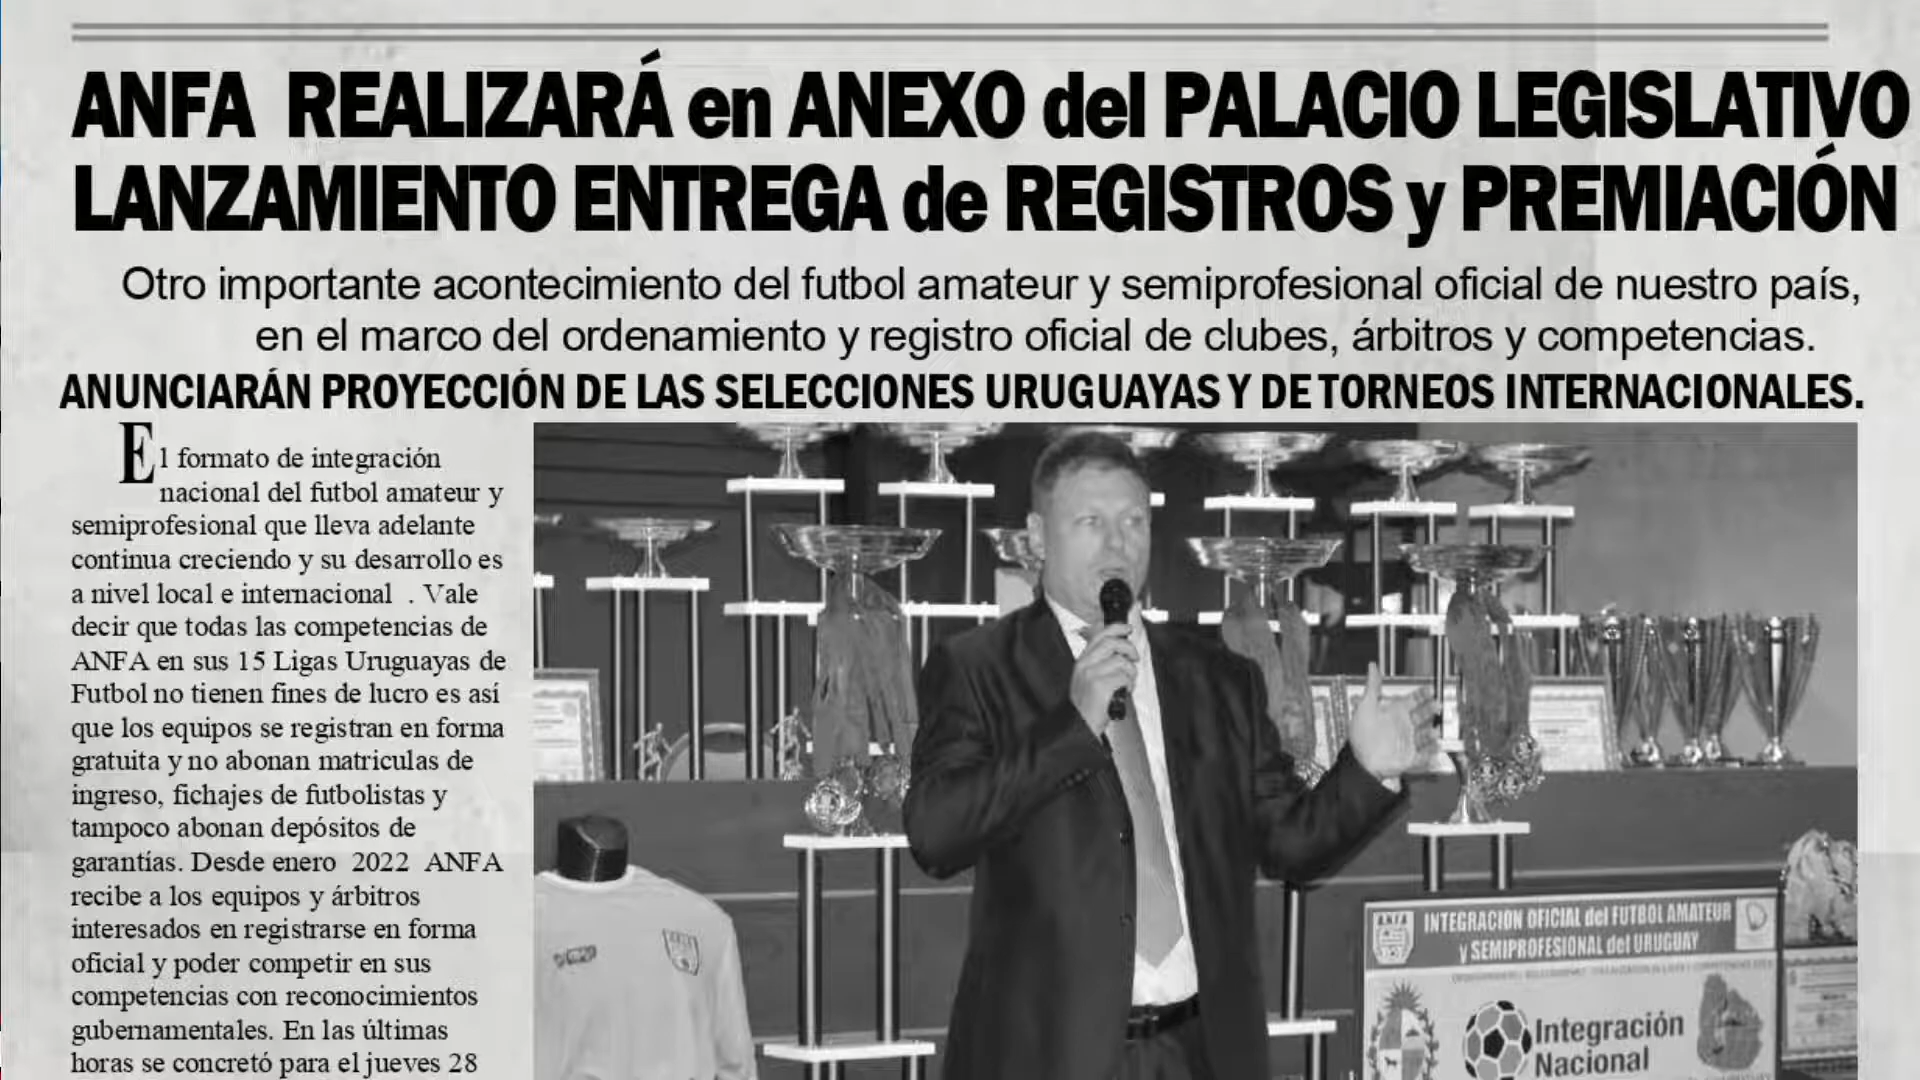 ANFA REALIZARÁ en ANEXO del PALACIO LEGISLATIVO
LANZAMIENTO ENTREGA de REGISTROS y PREMIACIÓN
Otro importante acontecimiento del futbol amateur y semiprofesional oficial de nuestro país,
en el marco del ordenamiento y registro oficial de clubes, árbitros y competencias.
ANUNCIARÁN PROYECCIÓN DE LAS SELECCIONES URUGUAYAS Y DE TORNEOS INTERNACIONALES.
El formato de integración
nacional del futbol amateur y
semiprofesional que lleva adelante
continua creciendo y su desarrollo es
a nivel local e internacional . Vale
decir que todas las competencias de
ANFA en sus 15 Ligas Uruguayas de
Futbol no tienen fines de lucro es así
que los equipos se registran en forma
gratuita y no abonan matriculas de
ingreso, fichajes de futbolistas y
tampoco abonan depósitos de
garantías. Desde enero 2022 ANFA
recibe a los equipos y árbitros
interesados en registrarse en forma
oficial y poder competir en sus
competencias con reconocimientos
gubernamentales. En las últimas
horas se concretó para el jueves 28
ANFA
INTEGRACION OFICIAL del FUTBOL AMATEUR
y SEMIPROFESIONAL del URUGUAY
Integración
Nacional